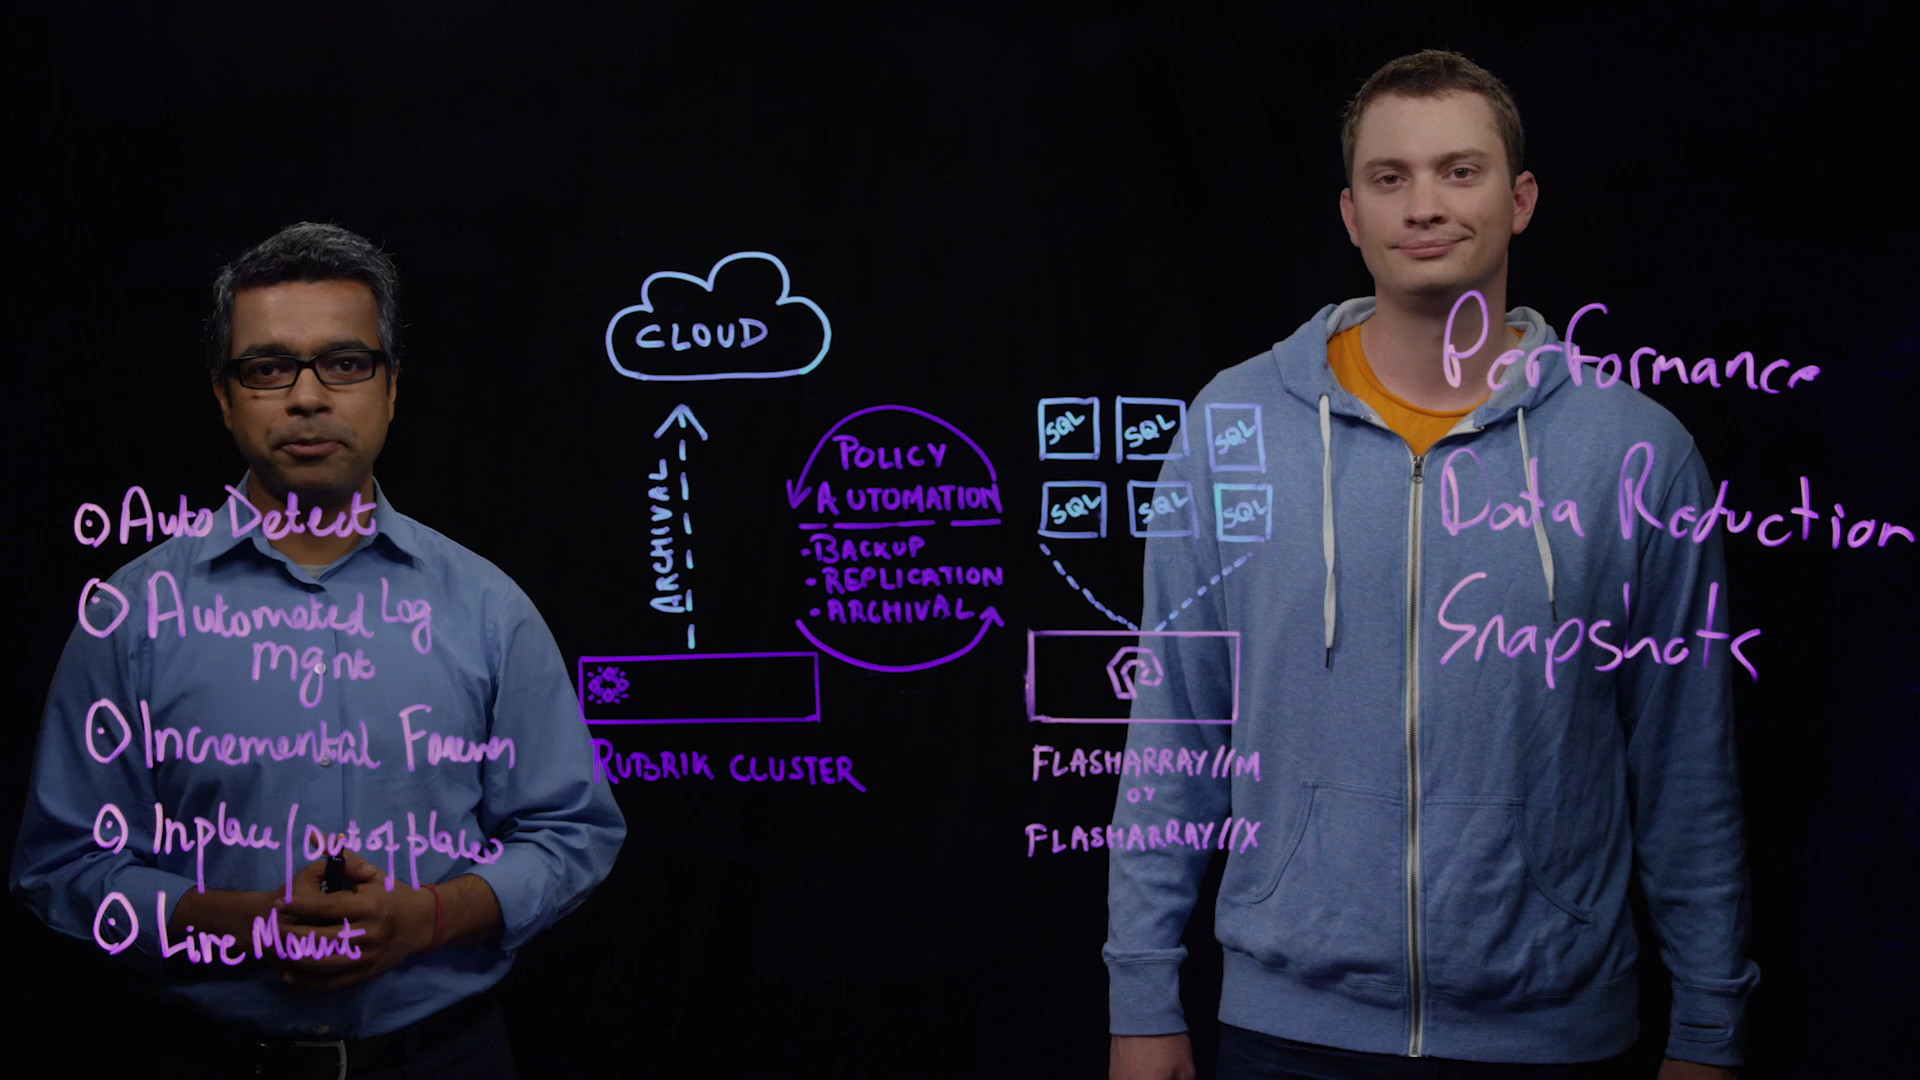 Auto Detect
Automated Log
mgnt
Incremental Forever
Inplace/out of place
Live Mount
CLOUD
ARCHIVAL
RUBRIK CLUSTER
POLICY
AUTOMATION
• BACKUP
• REPLICATION
• ARCHIVAL
SQL SQL SQL
SQL SQL SQL
FLASHARRAY//M
or
FLASHARRAY//X
Performance
Data Reduction
Snapshots